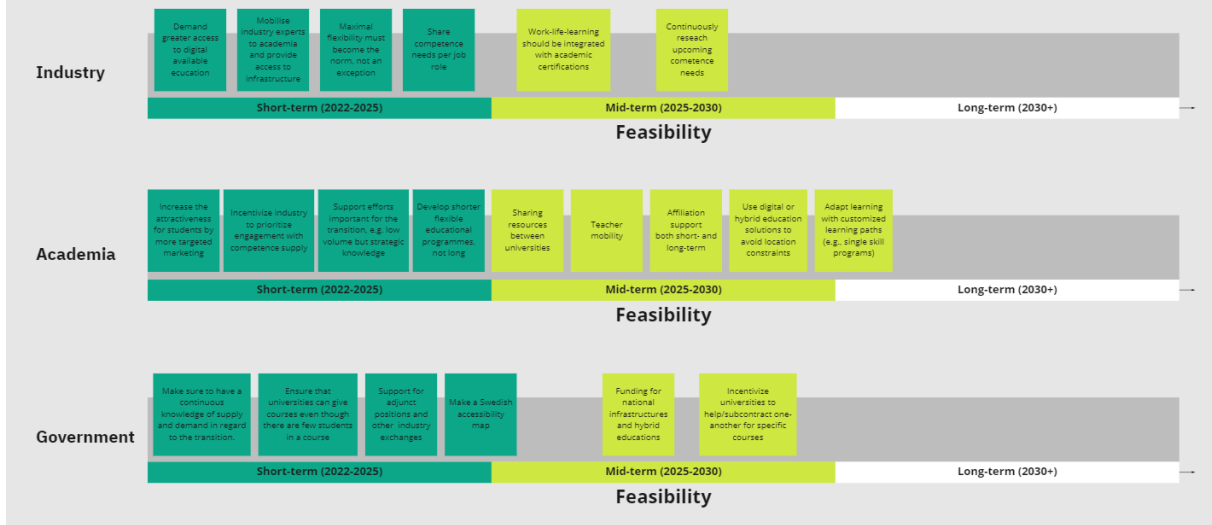 Industry
Demand
greater access
to digital
available
ecucation
Mobilise
industry experts
to academia
and provide
access to
infrastructure
Maximal
flexibility must
become the
norm, not an
exception
Share
competence
needs per job
role
Work-life-learning
should be integrated
with academic
certifications
Continuously
reseach
upcoming
cometence
needs
Short-term (2022-2025)
Mid-term (2025-2030)
Long-term (2030+)
Feasibility
Academia
Increase the
attractiveness
for students by
more targeted
marketing
Incentivize industry
to prioritize
engagement with
competence supply
Support efforts
important for the
transition, e.g. low
volume but strategic
knowledge
Develop shorter
flexible
educational
programmes,
not long
Sharing
resources
between
universities
Teacher
mobility
Affiliation
support
both short- and
long-term
Use digital or
hybrid education
solutions to
avoid location
constraints
Adapt learning
with customized
learning paths
(e.g., single skill
programs)
Short-term (2022-2025)
Mid-term (2025-2030)
Long-term (2030+)
Feasibility
Government
Make sure to have a
continuous
knowledge of supply
and demand in regard
to the transition.
Ensure that
universities can give
courses even though
there are few students
in a course
Support for
adjunct
positions and
other industry
exchanges
Make a Swedish
accessibility
map
Funding for
national
infrastructures
and hybrid
educations
Incentivize
universities to
help/subcontract one-
another for specific
courses
Short-term (2022-2025)
Mid-term (2025-2030)
Long-term (2030+)
Feasibility